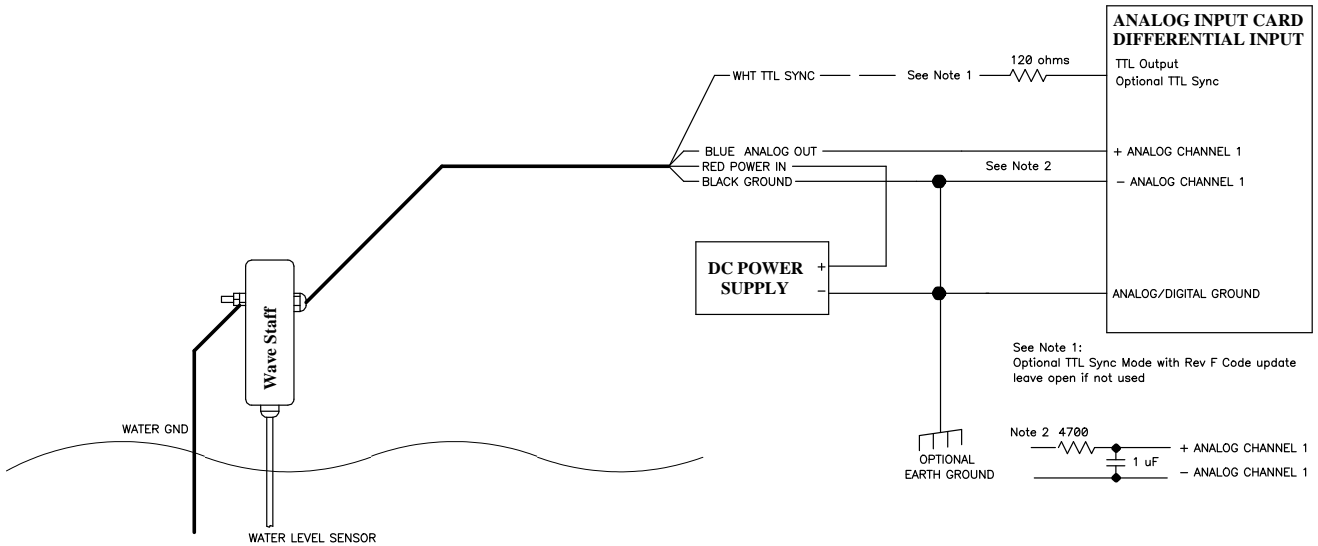 ANALOG INPUT CARD
DIFFERENTIAL INPUT
120 ohms
TTL Output
WHT TTL SYNC
See Note 1
Optional TTL Sync
BLUE ANALOG OUT
+ ANALOG CHANNEL 1
RED POWER IN
See Note 2
BLACK GROUND
− ANALOG CHANNEL 1
DC POWER +
SUPPLY −
ANALOG/DIGITAL GROUND
Wave Staff
See Note 1:
Optional TTL Sync Mode with Rev F Code update
leave open if not used
WATER GND
Note 2 4700
+ ANALOG CHANNEL 1
1 uF
− ANALOG CHANNEL 1
OPTIONAL
EARTH GROUND
WATER LEVEL SENSOR